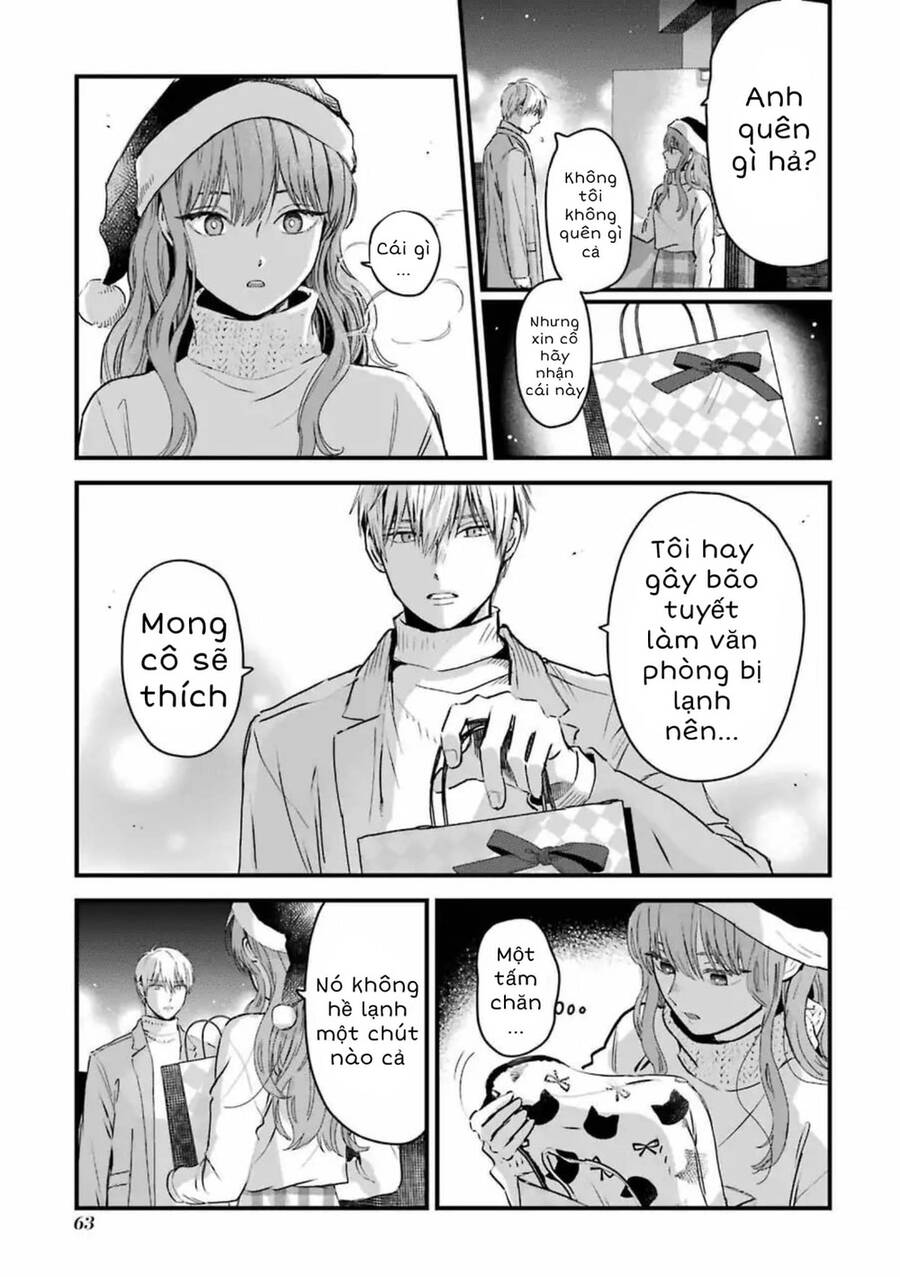 Anh
quên
gì hả?
Không
tôi
không
quên gì
cả
Nhưng
xin cô
hãy
nhận
cái này
Cái gì
...
Tôi hay
gây bão
tuyết
làm văn
phòng bị
lạnh
nên...
Mong
cô sẽ
thích
Một
tấm
chăn
...
Nó không
hề lạnh
một chút
nào cả
63